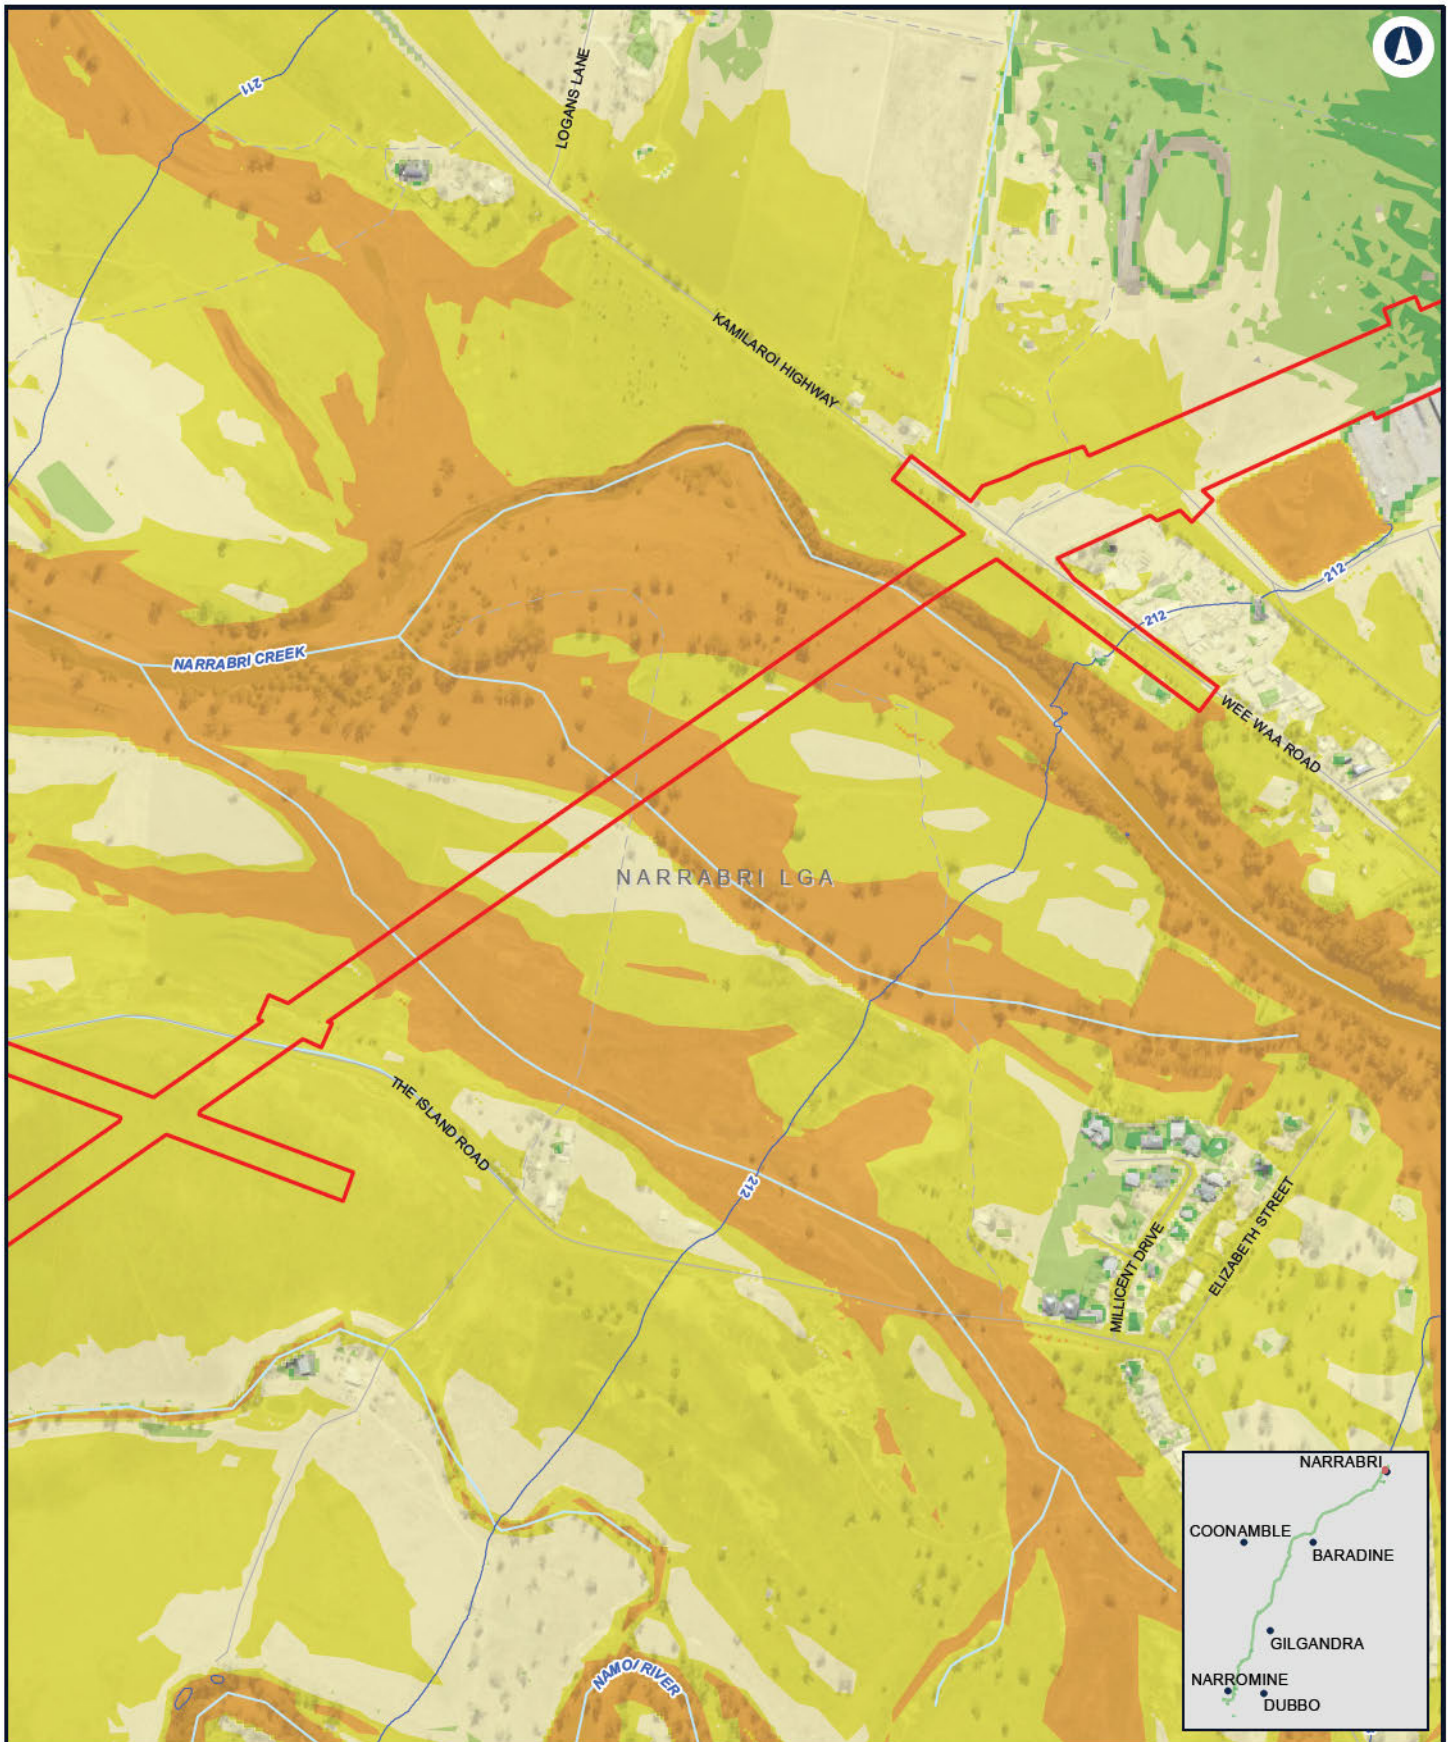 211
LOGANS LANE
KAMILAROI HIGHWAY
212
212
NARRABRI CREEK
WEE WAA ROAD
NARRABRI LGA
THE ISLAND ROAD
212
MILLICENT DRIVE
ELIZABETH STREET
NAMOI RIVER
NARRABRI
COONAMBLE
BARADINE
GILGANDRA
NARROMINE
DUBBO